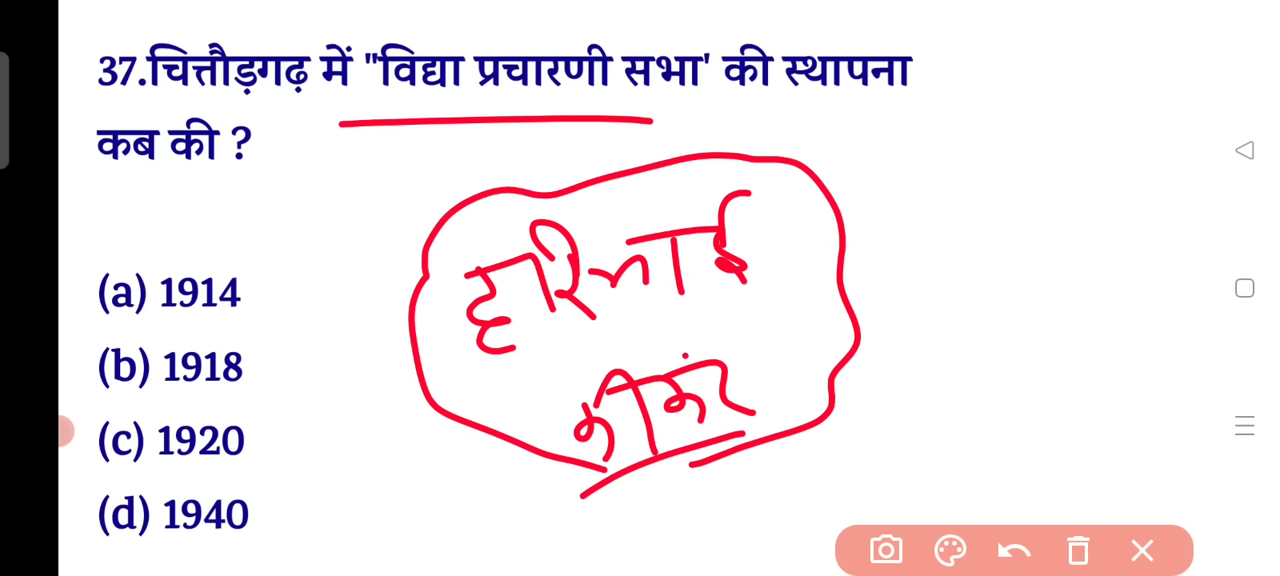 37.चित्तौड़गढ़ में "विद्या प्रचारणी सभा' की स्थापना
कब की ?
हरिभाई
किंकर
(a) 1914
(b) 1918
(c) 1920
(d) 1940